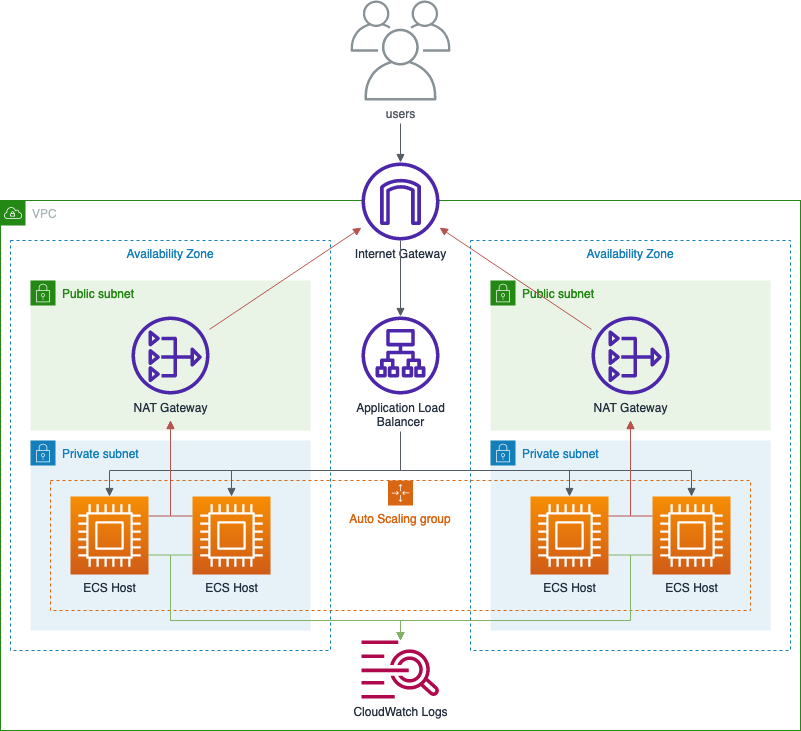 users
VPC
Availability Zone
Internet Gateway
Availability Zone
Public subnet
Public subnet
NAT Gateway
Application Load
Balancer
NAT Gateway
Private subnet
Private subnet
Auto Scaling group
ECS Host
ECS Host
ECS Host
ECS Host
CloudWatch Logs